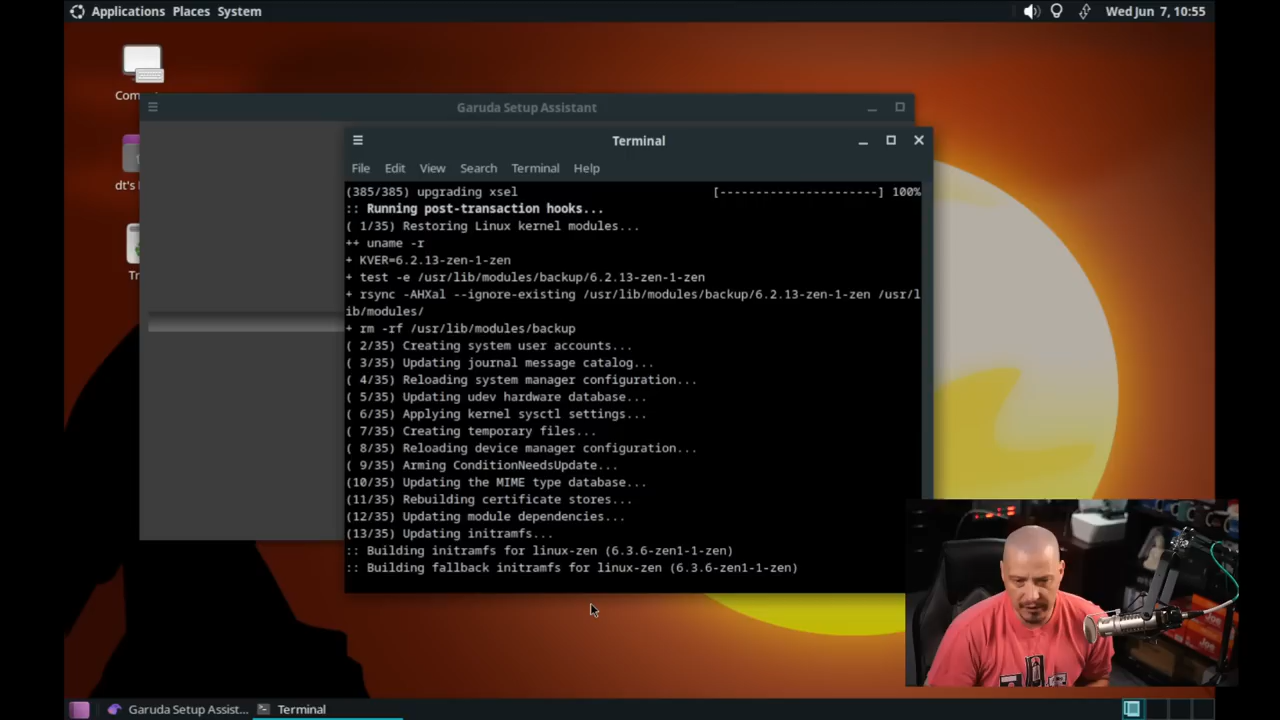 Applications Places System
Wed Jun 7, 10:55
Com
dt's
Tr
Garuda Setup Assistant
Terminal
File Edit View Search Terminal Help
(385/385) upgrading xsel [----------------------] 100%
:: Running post-transaction hooks...
( 1/35) Restoring Linux kernel modules...
++ uname -r
+ KVER=6.2.13-zen-1-zen
+ test -e /usr/lib/modules/backup/6.2.13-zen-1-zen
+ rsync -AHXal --ignore-existing /usr/lib/modules/backup/6.2.13-zen-1-zen /usr/l
ib/modules/
+ rm -rf /usr/lib/modules/backup
( 2/35) Creating system user accounts...
( 3/35) Updating journal message catalog...
( 4/35) Reloading system manager configuration...
( 5/35) Updating udev hardware database...
( 6/35) Applying kernel sysctl settings...
( 7/35) Creating temporary files...
( 8/35) Reloading device manager configuration...
( 9/35) Arming ConditionNeedsUpdate...
(10/35) Updating the MIME type database...
(11/35) Rebuilding certificate stores...
(12/35) Updating module dependencies...
(13/35) Updating initramfs...
:: Building initramfs for linux-zen (6.3.6-zen1-1-zen)
:: Building fallback initramfs for linux-zen (6.3.6-zen1-1-zen)
Garuda Setup Assist...
Terminal